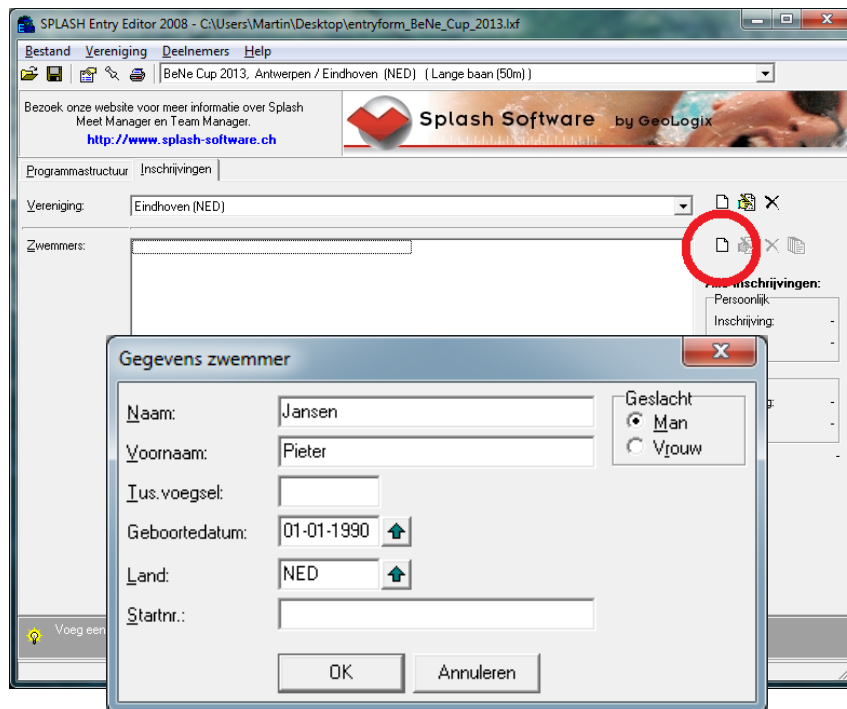 SPLASH Entry Editor 2008 - C:\Users\Martin\Desktop\entryform_BeNe_Cup_2013.lxf
Bestand Vereniging Deelnemers Help
BeNe Cup 2013, Antwerpen / Eindhoven (NED) ( Lange baan (50m) )
Bezoek onze website voor meer informatie over Splash
Meet Manager en Team Manager.
http://www.splash-software.ch
Splash Software by GeoLogix
Programmastructuur Inschrijvingen
Vereniging: Eindhoven (NED)
Zwemmers:
Inschrijvingen:
Persoonlijk
Inschrijving: -
-
Gegevens zwemmer
Naam: Jansen
Voornaam: Pieter
Tus.voegsel:
Geboortedatum: 01-01-1990
Land: NED
Startnr.:
Geslacht
Man
Vrouw
-
-
-
OK Annuleren
Voeg een